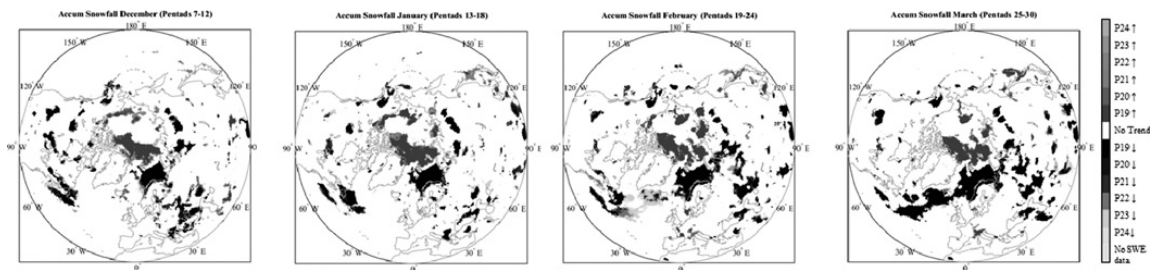 Accum Snowfall December (Pentads 7-12)
180° E
150° W
150° E
120° W
120° E
90° W
90° E
60° W
60° E
30° W
30° E
0°
Accum Snowfall January (Pentads 13-18)
180° E
150° W
150° E
120° W
120° E
90° W
90° E
60° W
60° E
30° W
30° E
0°
Accum Snowfall February (Pentads 19-24)
180° E
150° W
150° E
120° W
120° E
90° W
90° E
60° W
60° E
30° W
30° E
0°
Accum Snowfall March (Pentads 25-30)
180° E
150° W
150° E
120° W
120° E
90° W
90° E
60° W
60° E
30° W
30° E
0°
P24 ↑
P23 ↑
P22 ↑
P21 ↑
P20 ↑
P19 ↑
No Trend
P19 ↓
P20 ↓
P21 ↓
P22 ↓
P23 ↓
P24 ↓
No SWE
data